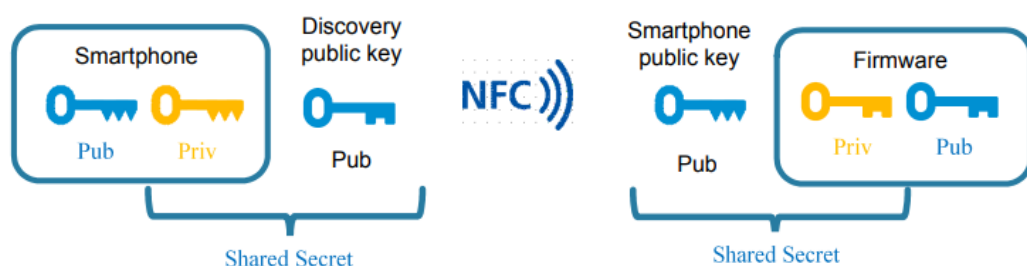 Smartphone
Pub
Priv
Discovery
public key
Pub
Shared Secret
NFC
Smartphone
public key
Pub
Firmware
Priv
Pub
Shared Secret